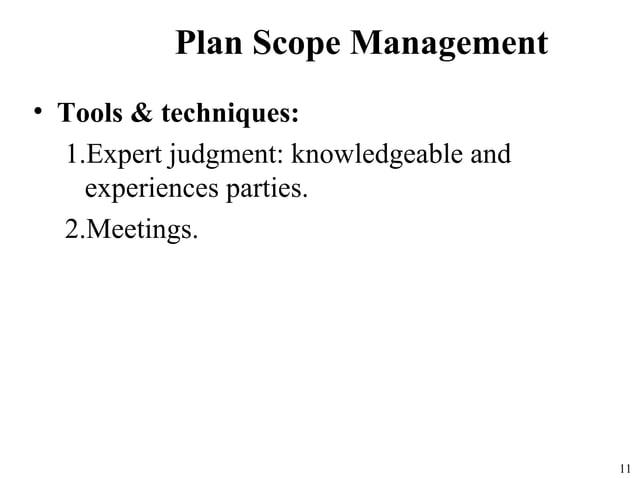 Plan Scope Management
• Tools & techniques:
1.Expert judgment: knowledgeable and
experiences parties.
2.Meetings.
11